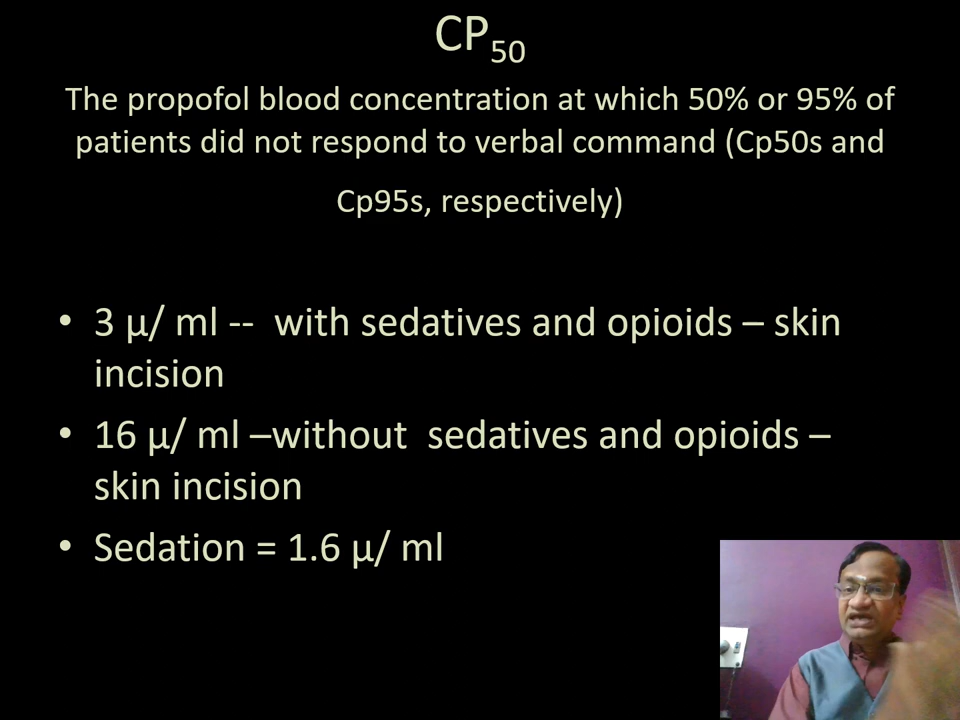 CP50
The propofol blood concentration at which 50% or 95% of
patients did not respond to verbal command (Cp50s and
Cp95s, respectively)
• 3 µ/ ml -- with sedatives and opioids – skin
incision
• 16 µ/ ml –without sedatives and opioids –
skin incision
• Sedation = 1.6 µ/ ml